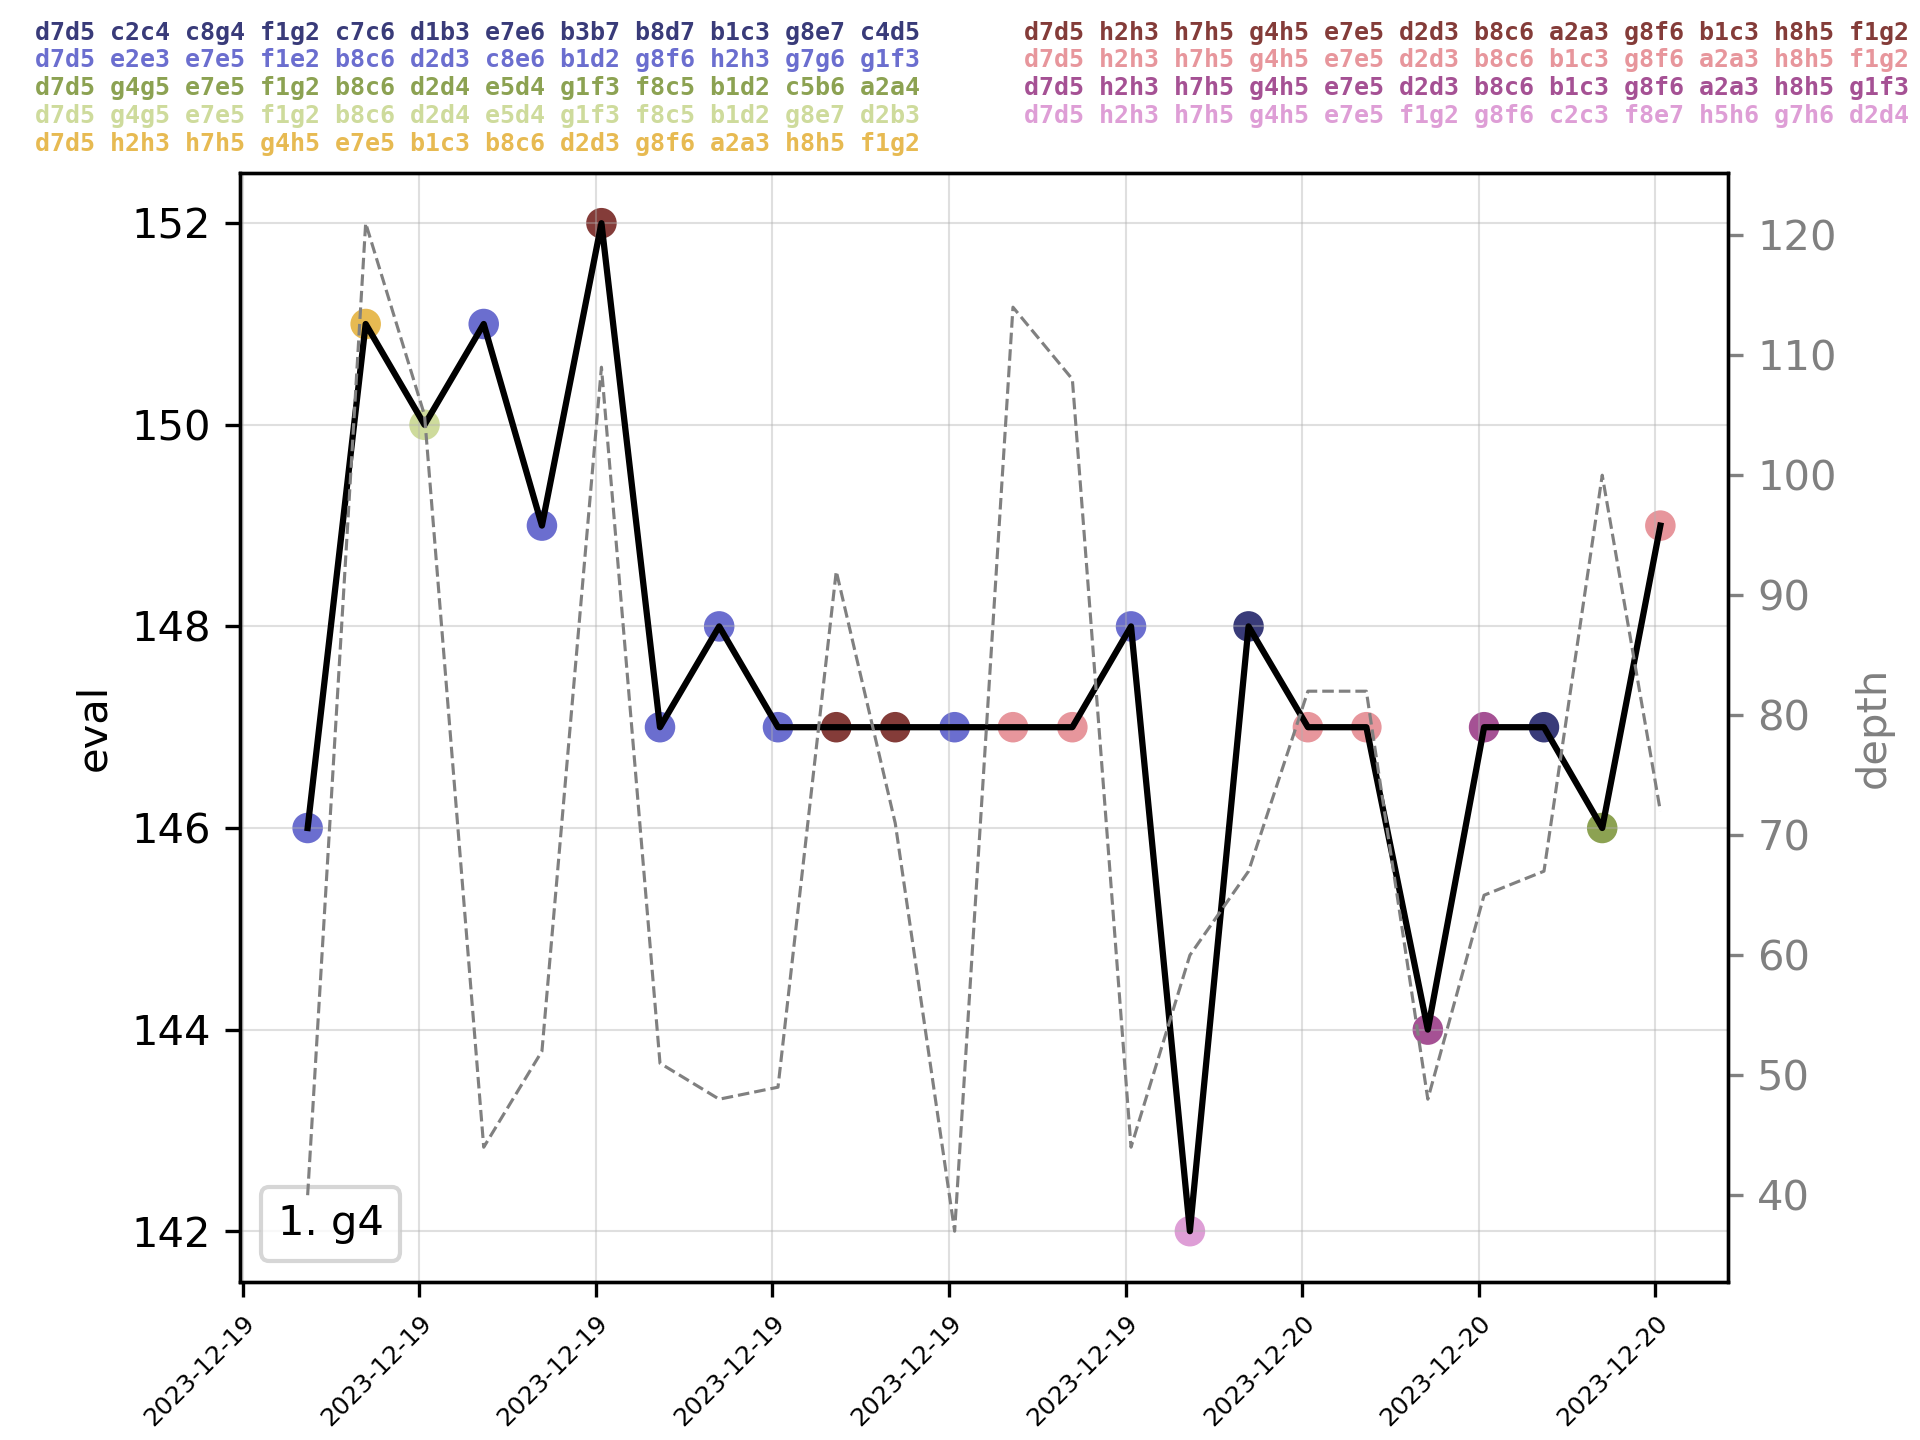 d7d5 c2c4 c8g4 f1g2 c7c6 d1b3 e7e6 b3b7 b8d7 b1c3 g8e7 c4d5
d7d5 e2e3 e7e5 f1e2 b8c6 d2d3 c8e6 b1d2 g8f6 h2h3 g7g6 g1f3
d7d5 g4g5 e7e5 f1g2 b8c6 d2d4 e5d4 g1f3 f8c5 b1d2 c5b6 a2a4
d7d5 g4g5 e7e5 f1g2 b8c6 d2d4 e5d4 g1f3 f8c5 b1d2 g8e7 d2b3
d7d5 h2h3 h7h5 g4h5 e7e5 b1c3 b8c6 d2d3 g8f6 a2a3 h8h5 f1g2
d7d5 h2h3 h7h5 g4h5 e7e5 d2d3 b8c6 a2a3 g8f6 b1c3 h8h5 f1g2
d7d5 h2h3 h7h5 g4h5 e7e5 d2d3 b8c6 b1c3 g8f6 a2a3 h8h5 f1g2
d7d5 h2h3 h7h5 g4h5 e7e5 d2d3 b8c6 b1c3 g8f6 a2a3 h8h5 g1f3
d7d5 h2h3 h7h5 g4h5 e7e5 f1g2 g8f6 c2c3 f8e7 h5h6 g7h6 d2d4
152
150
148
146
144
142
eval
120
110
100
90
80
70
60
50
40
depth
1. g4
2023-12-19
2023-12-19
2023-12-19
2023-12-19
2023-12-19
2023-12-19
2023-12-20
2023-12-20
2023-12-20